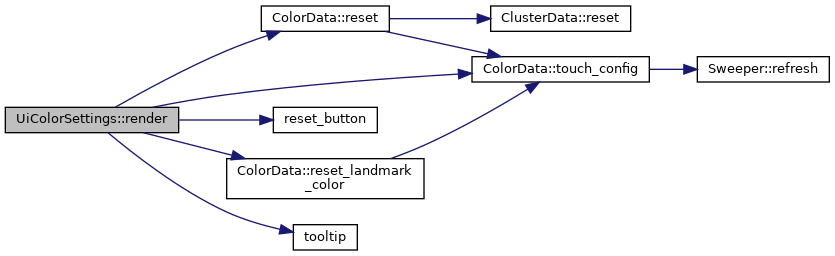 ColorData::reset
ClusterData::reset
ColorData::touch_config
Sweeper::refresh
UiColorSettings::render
reset_button
ColorData::reset_landmark
_color
tooltip